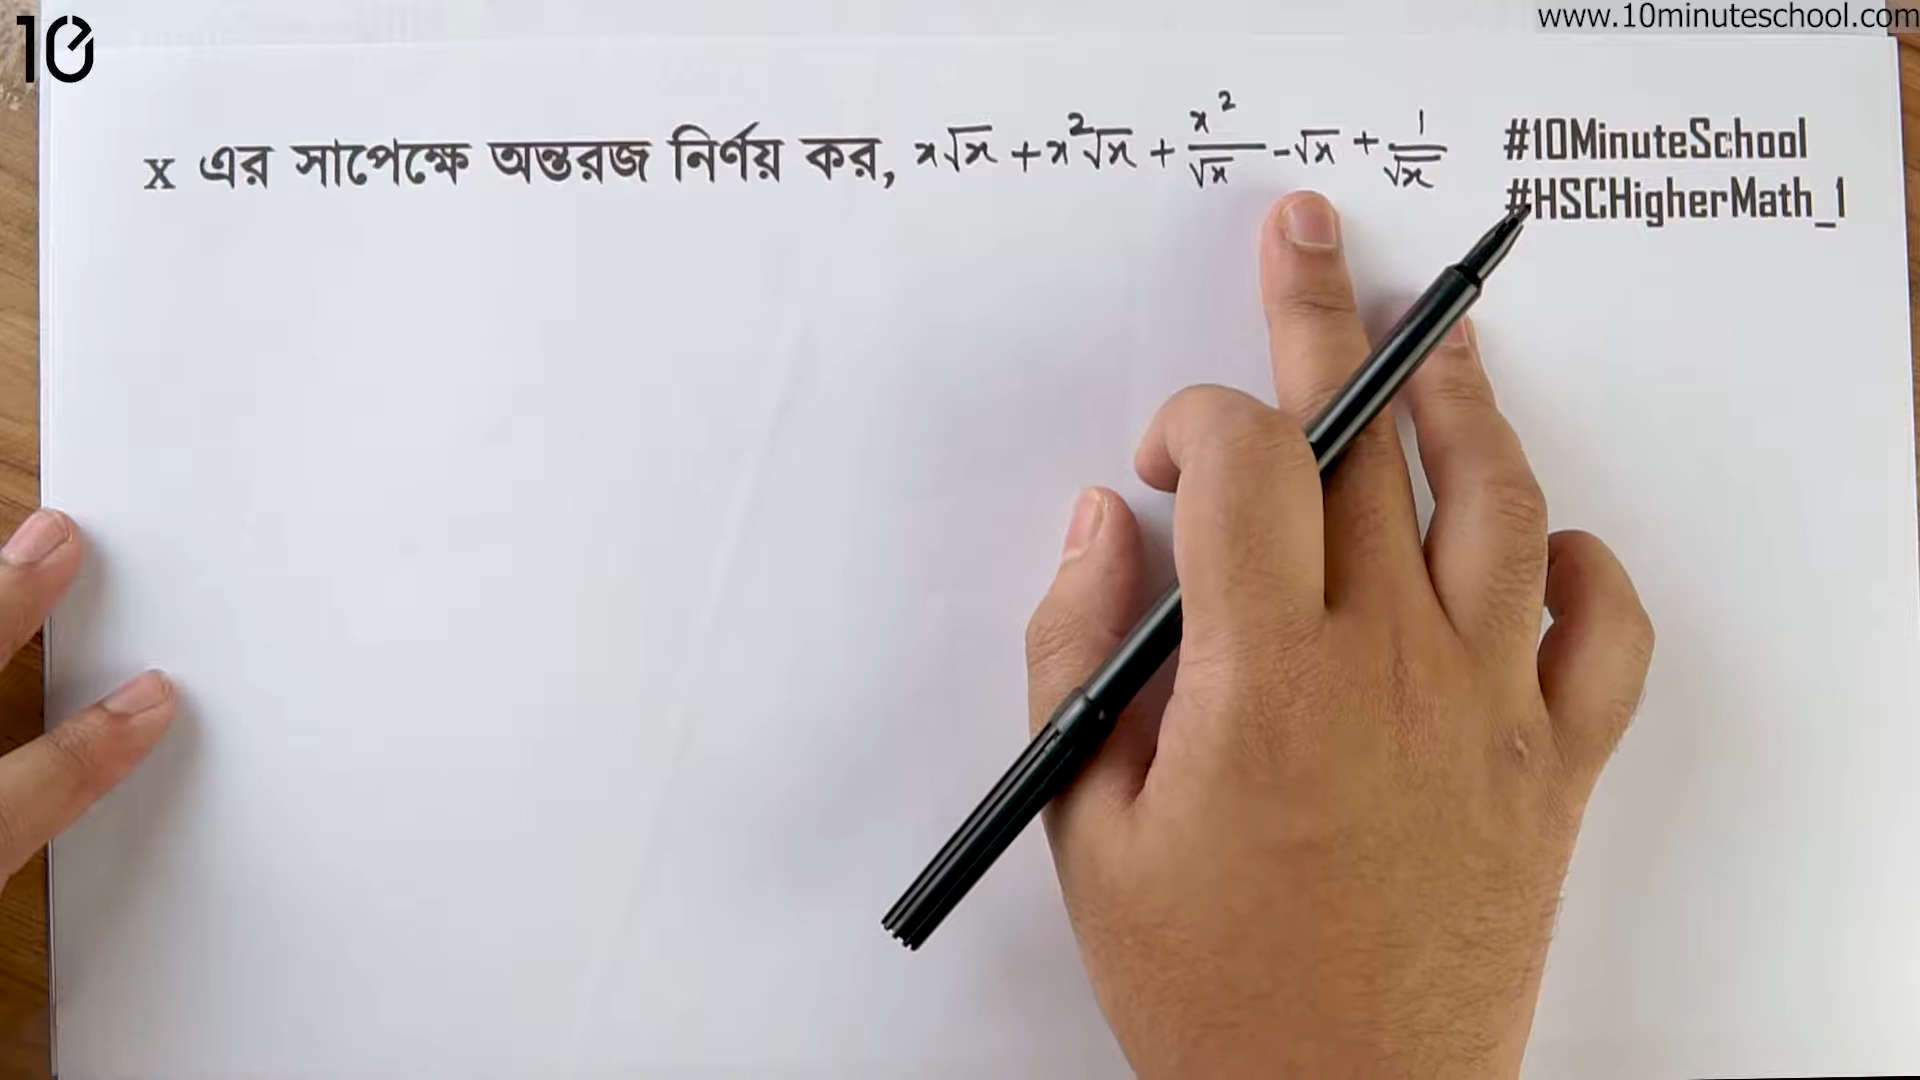 www.10minuteschool.com
10
x এর সাপেক্ষে অন্তরজ নির্ণয় কর, x√x + x²√x + x²/√x - √x + 1/√x
#10MinuteSchool
#HSCHigherMath_1